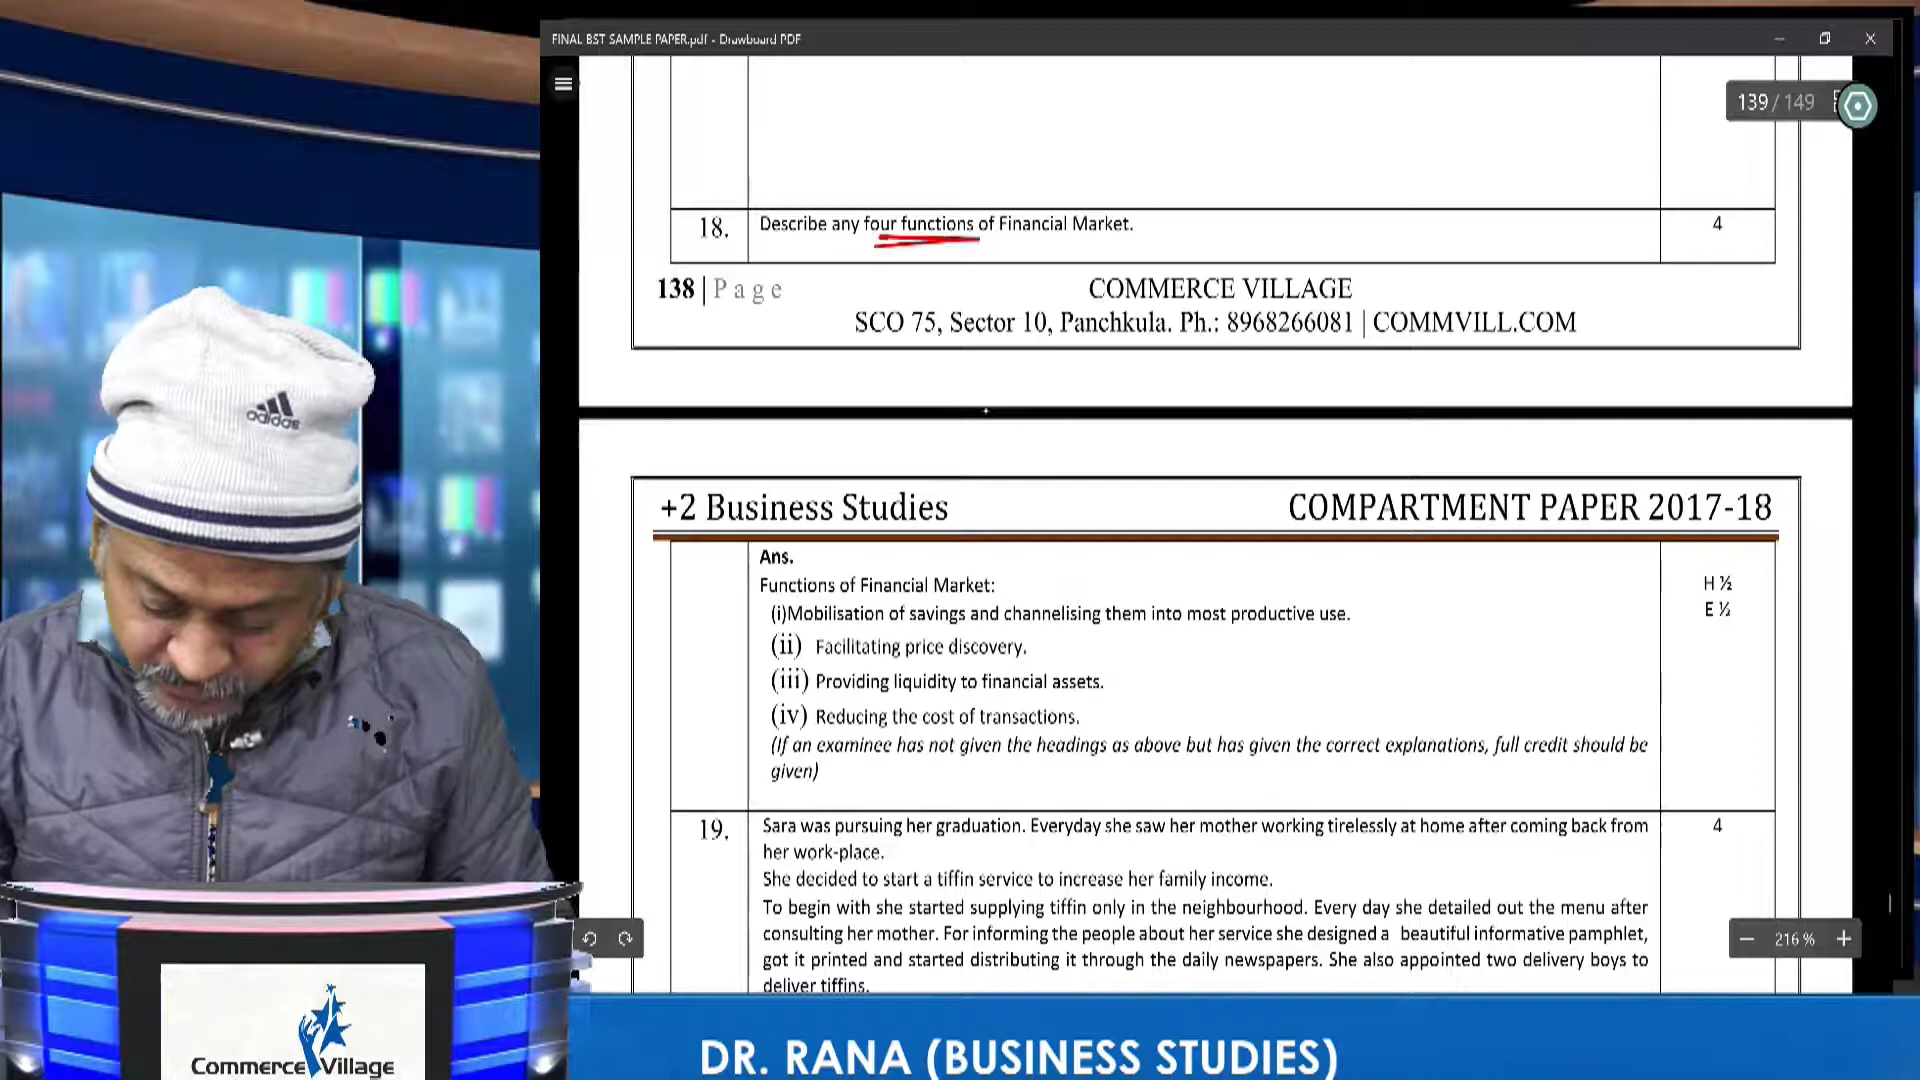 FINAL BST SAMPLE PAPER.pdf - Drawboard PDF
139 / 149
18. Describe any four functions of Financial Market. 4
138 | Page COMMERCE VILLAGE
SCO 75, Sector 10, Panchkula. Ph.: 8968266081 | COMMVILL.COM
+2 Business Studies COMPARTMENT PAPER 2017-18
Ans.
Functions of Financial Market: H ½
(i)Mobilisation of savings and channelising them into most productive use. E ½
(ii) Facilitating price discovery.
(iii) Providing liquidity to financial assets.
(iv) Reducing the cost of transactions.
(If an examinee has not given the headings as above but has given the correct explanations, full credit should be
given)
19. Sara was pursuing her graduation. Everyday she saw her mother working tirelessly at home after coming back from 4
her work-place.
She decided to start a tiffin service to increase her family income.
To begin with she started supplying tiffin only in the neighbourhood. Every day she detailed out the menu after
consulting her mother. For informing the people about her service she designed a beautiful informative pamphlet,
got it printed and started distributing it through the daily newspapers. She also appointed two delivery boys to
deliver tiffins.
216 %
adidas
Commerce Village
DR. RANA (BUSINESS STUDIES)